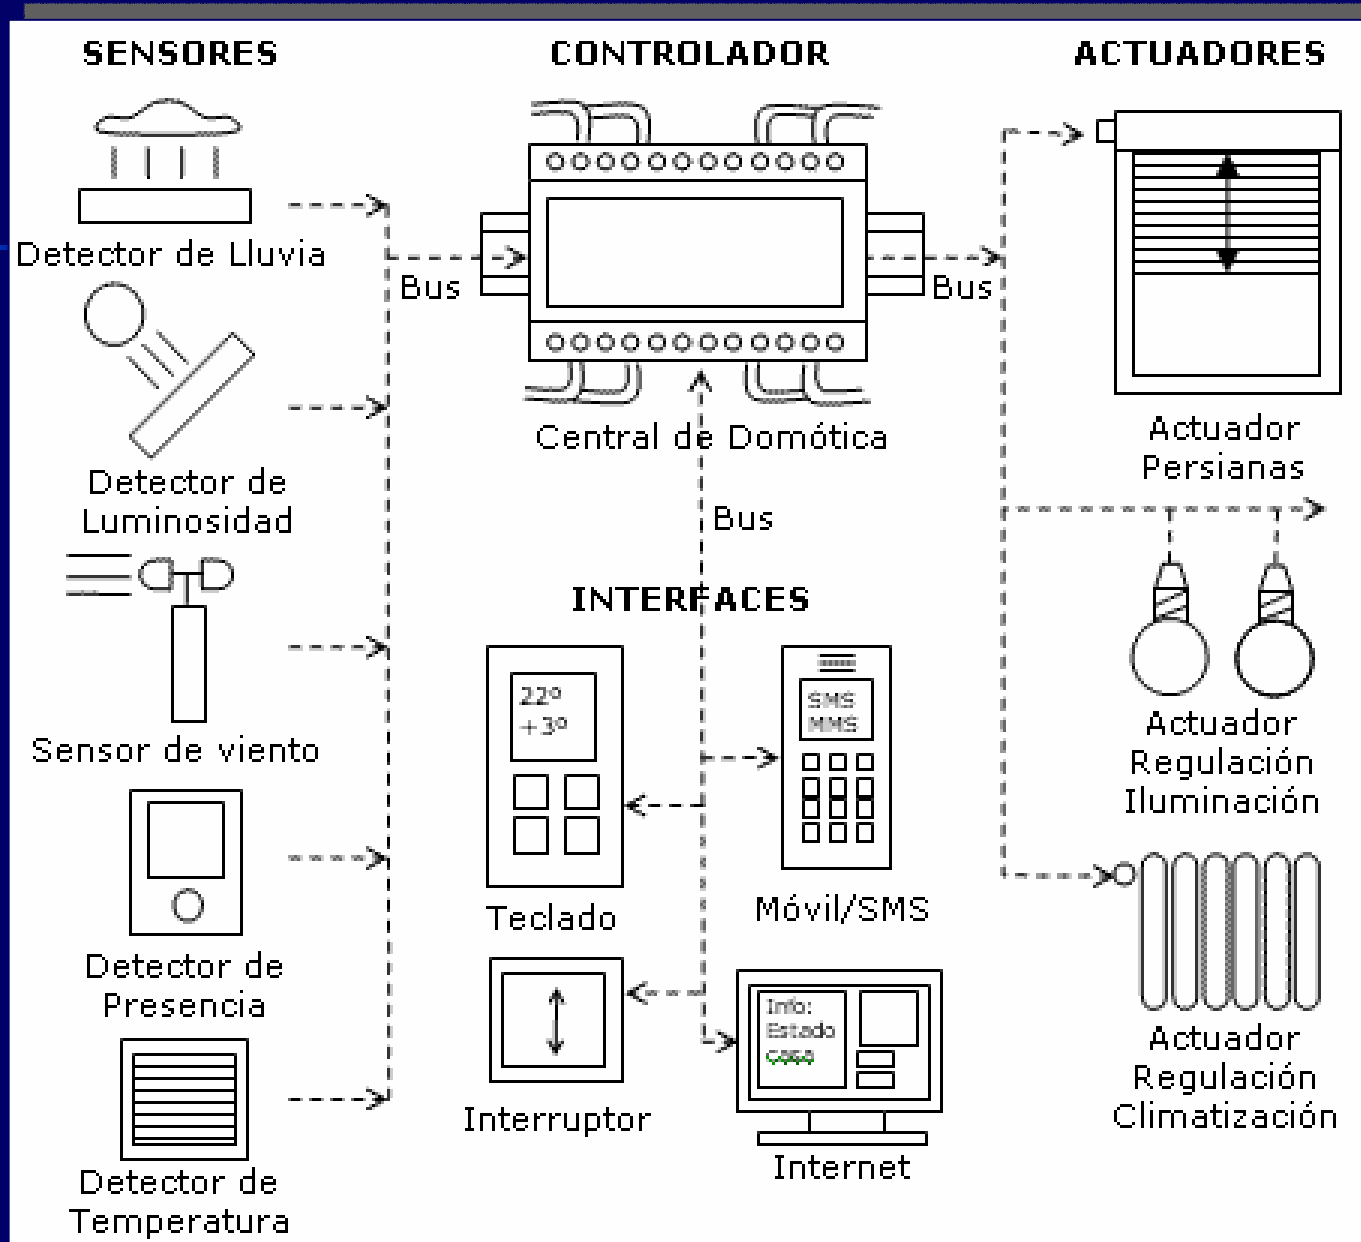 SENSORES
Detector de Lluvia
Detector de
Luminosidad
Sensor de viento
Detector de
Presencia
Detector de
Temperatura
CONTROLADOR
Bus
Bus
Central de Domótica
Bus
INTERFACES
22º
+3º
Teclado
SMS
MMS
Móvil/SMS
Interruptor
Info:
Estado
casa
Internet
ACTUADORES
Actuador
Persianas
Actuador
Regulación
Iluminación
Actuador
Regulación
Climatización